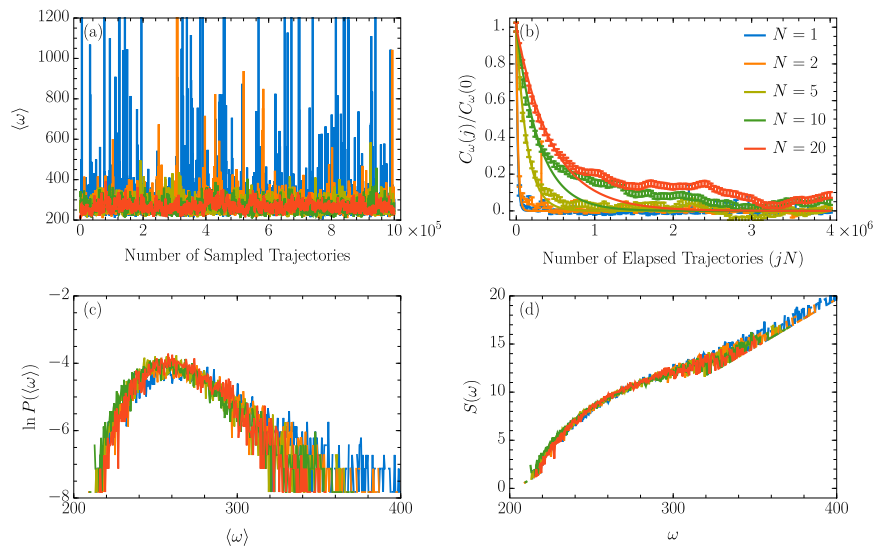 (a)
1200
1000
800
600
400
200
⟨ω⟩
0 2 4 6 8 10 ×10^5
Number of Sampled Trajectories
(b)
1
0.8
0.6
0.4
0.2
0.
C_ω(j)/C_ω(0)
N = 1
N = 2
N = 5
N = 10
N = 20
0 1 2 3 4 ×10^6
Number of Elapsed Trajectories (jN)
(c)
−2
−4
−6
−8
ln P(⟨ω⟩)
200 300 400
⟨ω⟩
(d)
20
15
10
5
0
S(ω)
200 300 400
ω